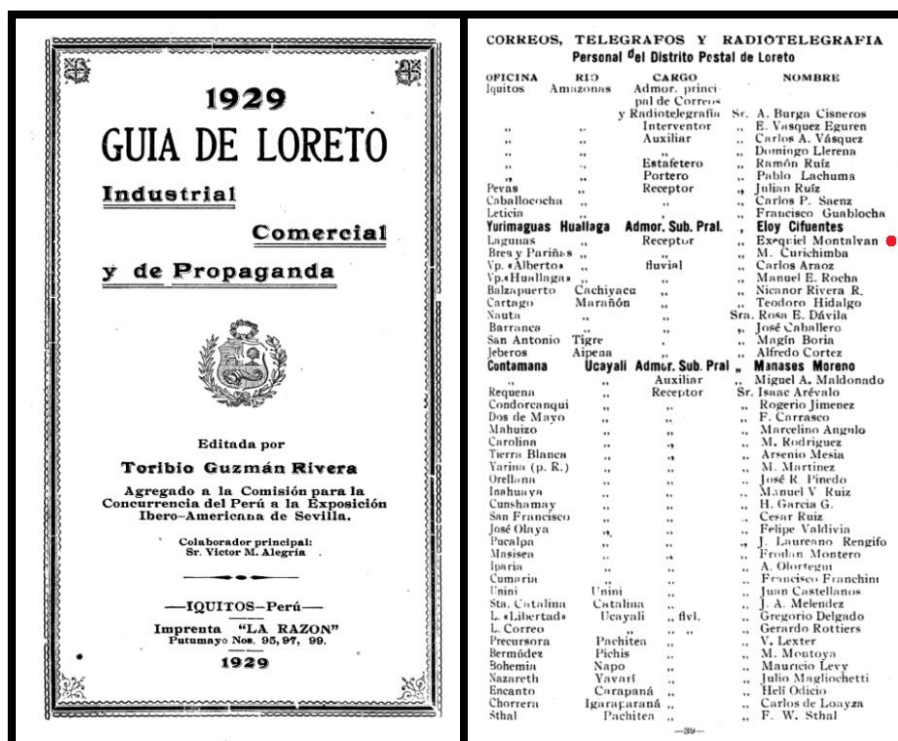 1929
GUIA DE LORETO
Industrial
Comercial
y de Propaganda
Editada por
Toribio Guzmán Rivera
Agregado a la Comisión para la
Concurrencia del Perú a la Exposición
Ibero-Americana de Sevilla.
Colaborador principal:
Sr. Víctor M. Alegría
—IQUITOS–Perú—
Imprenta "LA RAZON"
Putumayo Nos. 95, 97, 99.
1929
CORREOS, TELEGRAFOS Y RADIOTELEGRAFIA
Personal del Distrito Postal de Loreto
OFICINA RIO CARGO NOMBRE
Iquitos Amazonas Admor. princi-
pal de Correos
y Radiotelegrafia Sr. A. Burga Cisneros
,, ,, Interventor ,, E. Vasquez Eguren
,, ,, Auxiliar ,, Carlos A. Vásquez
,, ,, ,, ,, Domingo Llerena
,, ,, Estafetero ,, Ramón Ruíz
,, ,, Portero ,, Pablo Lachuma
Pevas ,, Receptor ,, Julian Ruíz
Caballococha ,, ,, ,, Carlos P. Saenz
Leticia ,, ,, ,, Francisco Guablocha
Yurimaguas Huallaga Admor. Sub. Pral. ,, Eloy Cifuentes
Lagunas ,, Receptor ,, Exequiel Montalvan
Bres y Pariñas ,, ,, ,, M. Curichimba
Vp. «Alberto» ,, fluvial ,, Carlos Araoz
Vp. «Huallaga» ,, ,, ,, Manuel E. Rocha
Balzapuerto Cachiyacu ,, ,, Nicanor Rivera R.
Cartago Marañón ,, ,, Teodoro Hidalgo
Nauta ,, ,, Sra. Rosa E. Dávila
Barranca ,, ,, ,, José Caballero
San Antonio Tigre . ,, Magín Boria
Jeberos Aipena ,, ,, Alfredo Cortez
Contamana Ucayali Admor. Sub. Pral ,, Manases Moreno
,, ,, Auxiliar ,, Miguel A. Maldonado
Requena ,, Receptor Sr. Isaac Arévalo
Condorcanqui ,, ,, ,, Rogerio Jimenez
Dos de Mayo ,, ,, ,, F. Carrasco
Mahuizo ,, ,, ,, Marcelino Angulo
Carolina ,, ,, ,, M. Rodriguez
Tierra Blanca ,, ,, ,, Arsenio Mesia
Yarina (p. R.) ,, ,, ,, M. Martinez
Orellana ,, ,, ,, José R. Pinedo
Inahuaya ,, ,, ,, Manuel V Ruiz
Cunshamay ,, ,, ,, H. Garcia G.
San Francisco ,, ,, ,, Cesar Ruiz
José Olaya ,, ,, ,, Felipe Valdivia
Pucalpa ,, ,, ,, J. Laureano Rengifo
Masisea ,, ,, ,, Froilan Montero
Iparia ,, ,, ,, A. Olortegui
Cumaria ,, ,, ,, Francisco Franchini
Unini Unini ,, ,, Juan Castellanos
Sta. Catalina Catalina ,, ,, J. A. Melendez
L. «Libertad» Ucayali ,, flvl. ,, Gregorio Delgado
L. Correo ,, ,, ,, ,, Gerardo Rottiers
Precursora Pachitea ,, ,, V. Lexter
Bermúdez Pichis ,, ,, M. Montoya
Bohemia Napo ,, ,, Mauricio Levy
Nazareth Yavarí ,, ,, Julio Magliochetti
Encanto Carapaná ,, ,, Helí Odicio
Chorrera Igaraparaná ,, ,, Carlos de Loayza
Sthal Pachitea ,, ,, F. W. Sthal
—39—